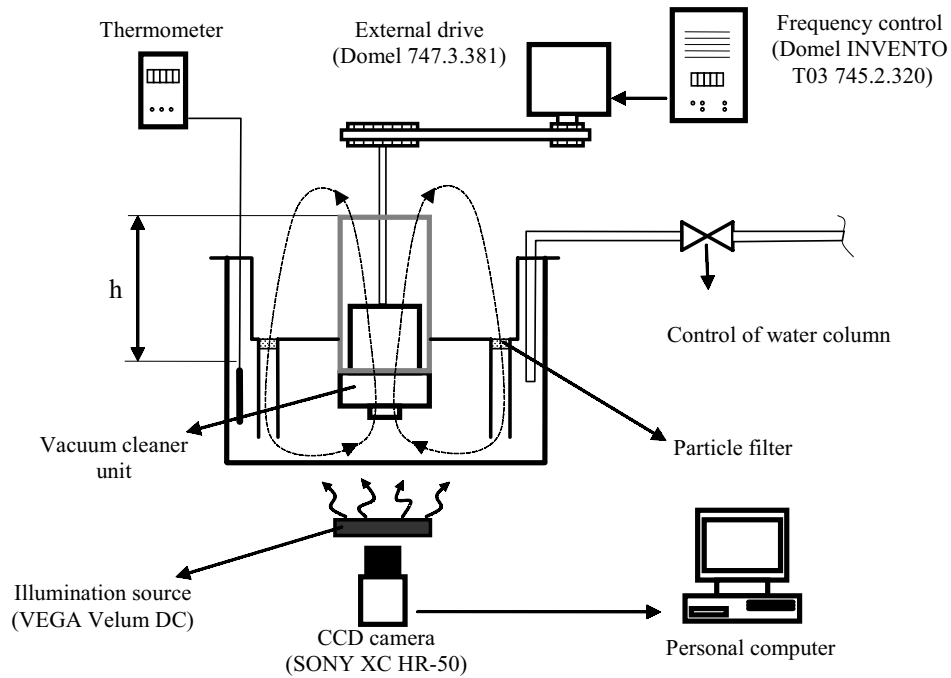 Thermometer
External drive
(Domel 747.3.381)
Frequency control
(Domel INVENTO
T03 745.2.320)
h
Control of water column
Vacuum cleaner
unit
Particle filter
Illumination source
(VEGA Velum DC)
CCD camera
(SONY XC HR-50)
Personal computer